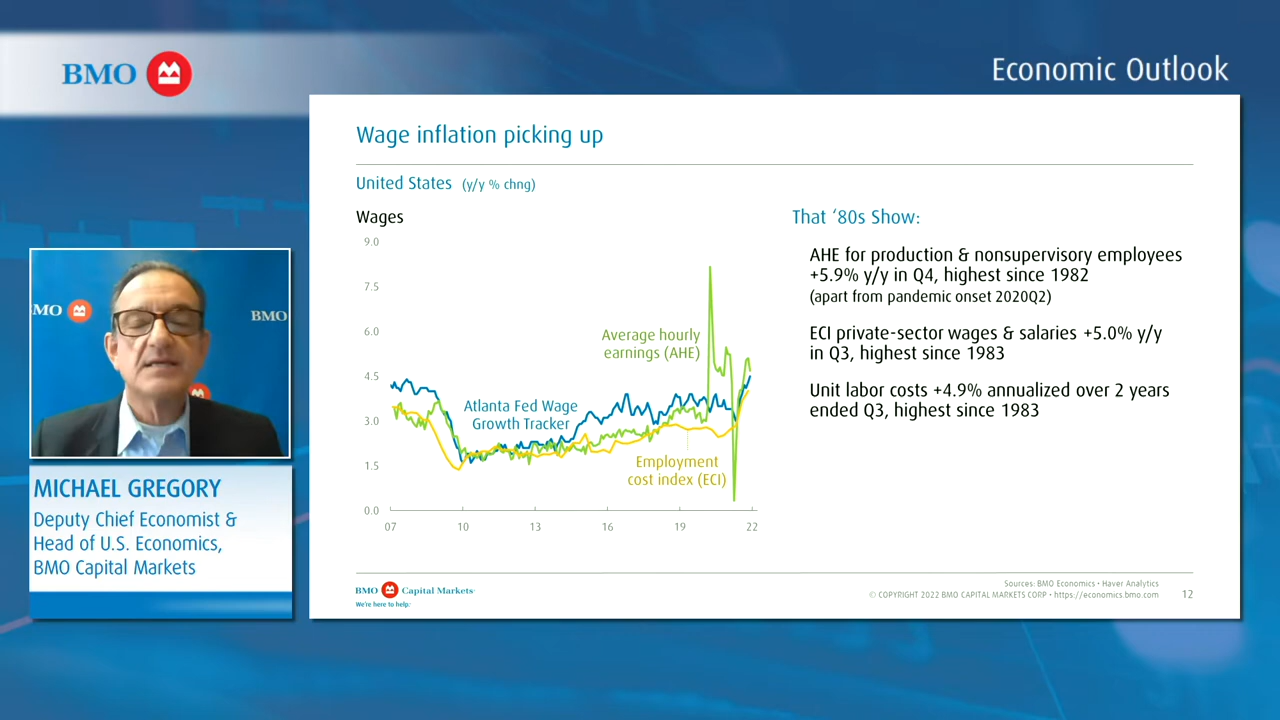 BMO
Economic Outlook
Wage inflation picking up
United States (y/y % chng)
Wages
9.0
7.5
6.0
4.5
3.0
1.5
0.0
07
10
13
16
19
22
Average hourly
earnings (AHE)
Atlanta Fed Wage
Growth Tracker
Employment
cost index (ECI)
That ‘80s Show:
AHE for production & nonsupervisory employees
+5.9% y/y in Q4, highest since 1982
(apart from pandemic onset 2020Q2)
ECI private-sector wages & salaries +5.0% y/y
in Q3, highest since 1983
Unit labor costs +4.9% annualized over 2 years
ended Q3, highest since 1983
MO
BMO
MICHAEL GREGORY
Deputy Chief Economist &
Head of U.S. Economics,
BMO Capital Markets
BMO Capital Markets
We're here to help.
Sources: BMO Economics • Haver Analytics
© COPYRIGHT 2022 BMO CAPITAL MARKETS CORP • https://economics.bmo.com
12